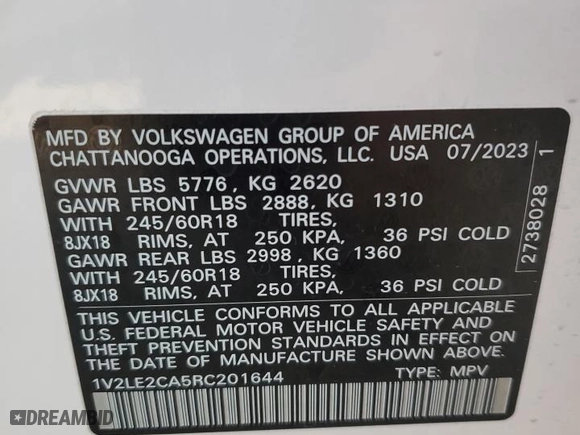 MFD BY VOLKSWAGEN GROUP OF AMERICA
CHATTANOOGA OPERATIONS, LLC. USA 07/2023
GVWR LBS 5776, KG 2620
GAWR FRONT LBS 2888, KG 1310
WITH 245/60R18 TIRES,
8JX18 RIMS, AT 250 KPA, 36 PSI COLD
GAWR REAR LBS 2998, KG 1360
WITH 245/60R18 TIRES,
8JX18 RIMS, AT 250 KPA, 36 PSI COLD
THIS VEHICLE CONFORMS TO ALL APPLICABLE
U.S. FEDERAL MOTOR VEHICLE SAFETY AND
THEFT PREVENTION STANDARDS IN EFFECT ON
THE DATE OF MANUFACTURE SHOWN ABOVE.
1V2LE2CA5RC201644 TYPE: MPV
2738028 1
DREAMBID